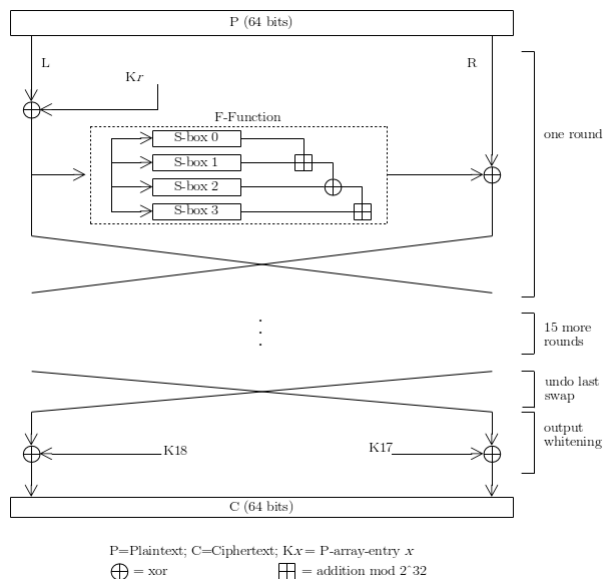 P (64 bits)
L
R
Kr
F-Function
S-box 0
S-box 1
S-box 2
S-box 3
one round
15 more
rounds
undo last
swap
output
whitening
K18
K17
C (64 bits)
P=Plaintext; C=Ciphertext; Kx= P-array-entry x
= xor
= addition mod 2^32